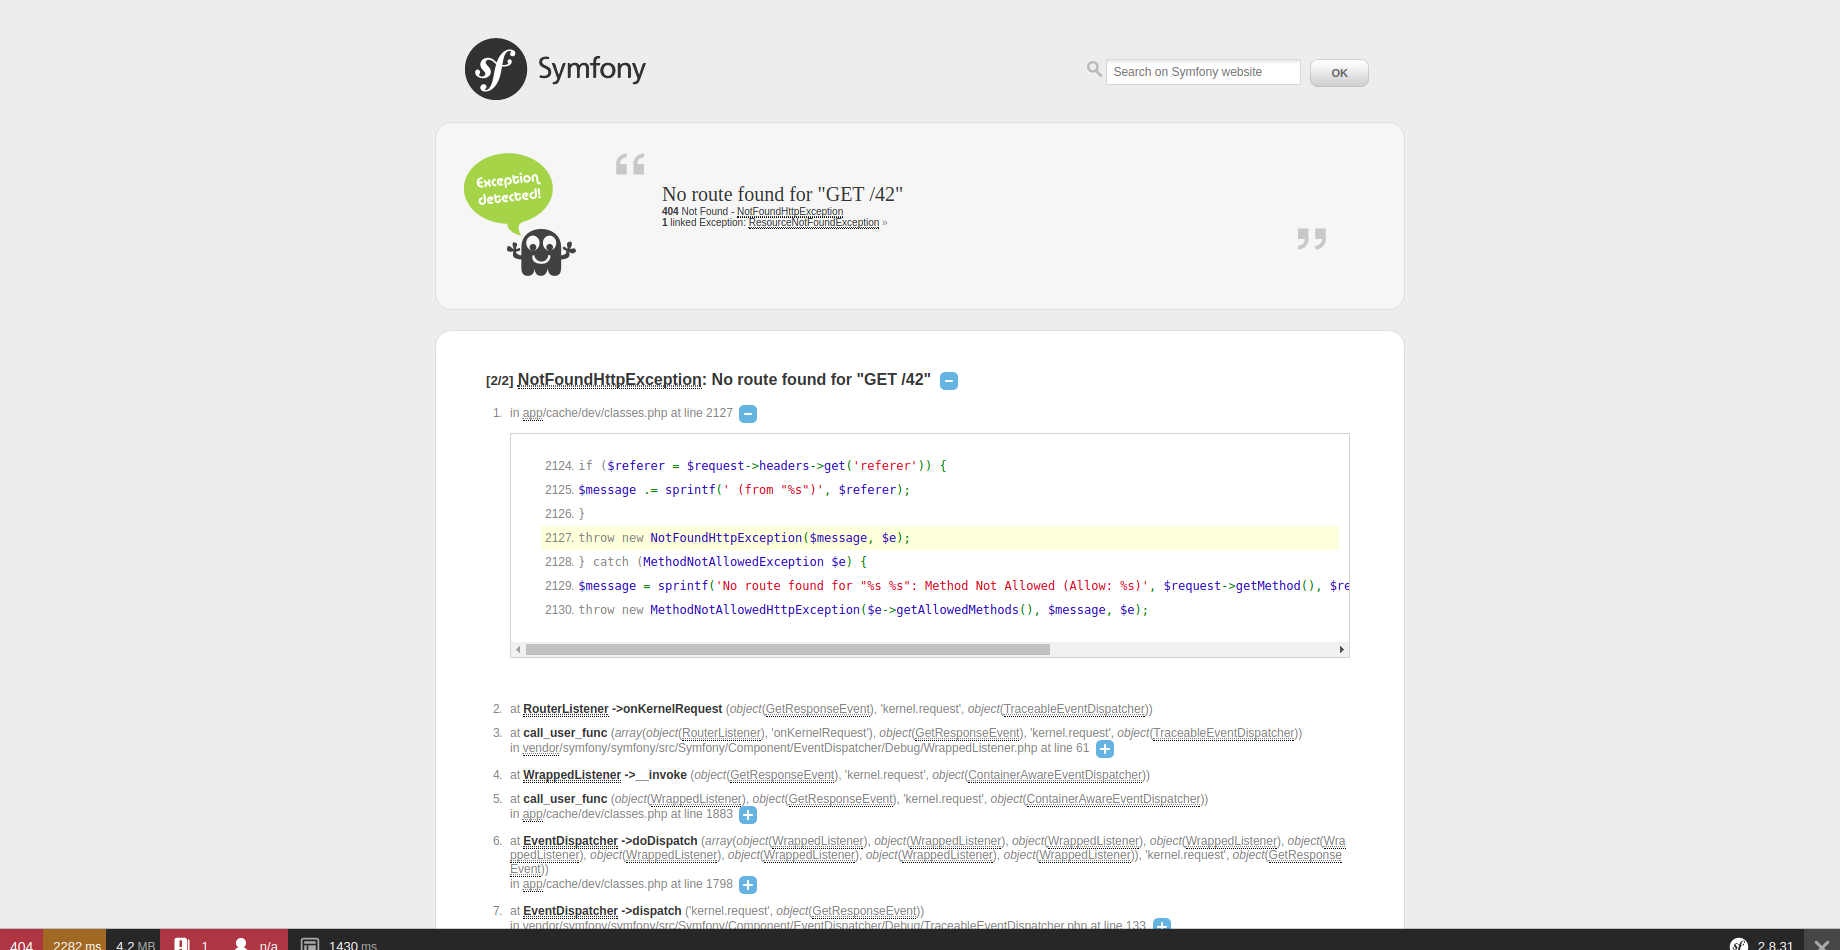 sf Symfony
Search on Symfony website OK
Exception
detected!
“
No route found for "GET /42"
404 Not Found - NotFoundHttpException
1 linked Exception: ResourceNotFoundException »
”
[2/2] NotFoundHttpException: No route found for "GET /42"
1. in app/cache/dev/classes.php at line 2127
2124. if ($referer = $request->headers->get('referer')) {
2125. $message .= sprintf(' (from "%s")', $referer);
2126. }
2127. throw new NotFoundHttpException($message, $e);
2128. } catch (MethodNotAllowedException $e) {
2129. $message = sprintf('No route found for "%s %s": Method Not Allowed (Allow: %s)', $request->getMethod(), $re
2130. throw new MethodNotAllowedHttpException($e->getAllowedMethods(), $message, $e);
2. at RouterListener ->onKernelRequest (object(GetResponseEvent), 'kernel.request', object(TraceableEventDispatcher))
3. at call_user_func (array(object(RouterListener), 'onKernelRequest'), object(GetResponseEvent), 'kernel.request', object(TraceableEventDispatcher))
in vendor/symfony/symfony/src/Symfony/Component/EventDispatcher/Debug/WrappedListener.php at line 61
4. at WrappedListener ->__invoke (object(GetResponseEvent), 'kernel.request', object(ContainerAwareEventDispatcher))
5. at call_user_func (object(WrappedListener), object(GetResponseEvent), 'kernel.request', object(ContainerAwareEventDispatcher))
in app/cache/dev/classes.php at line 1883
6. at EventDispatcher ->doDispatch (array(object(WrappedListener), object(WrappedListener), object(WrappedListener), object(WrappedListener), object(Wra
ppedListener), object(WrappedListener), object(WrappedListener), object(WrappedListener), object(WrappedListener)), 'kernel.request', object(GetResponse
Event))
in app/cache/dev/classes.php at line 1798
7. at EventDispatcher ->dispatch ('kernel.request', object(GetResponseEvent))
in vendor/symfony/symfony/src/Symfony/Component/EventDispatcher/Debug/TraceableEventDispatcher.php at line 133
404 2282 ms 4.2 MB 1 n/a 1430 ms sf 2.8.31